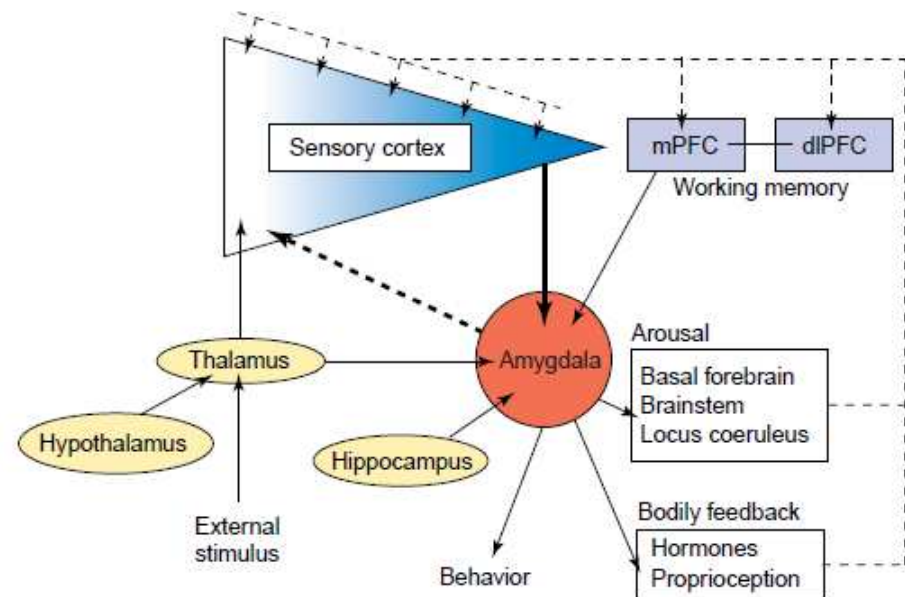 Sensory cortex
mPFC
dlPFC
Working memory
Thalamus
Amygdala
Arousal
Basal forebrain
Brainstem
Locus coeruleus
Hypothalamus
Hippocampus
External
stimulus
Behavior
Bodily feedback
Hormones
Proprioception